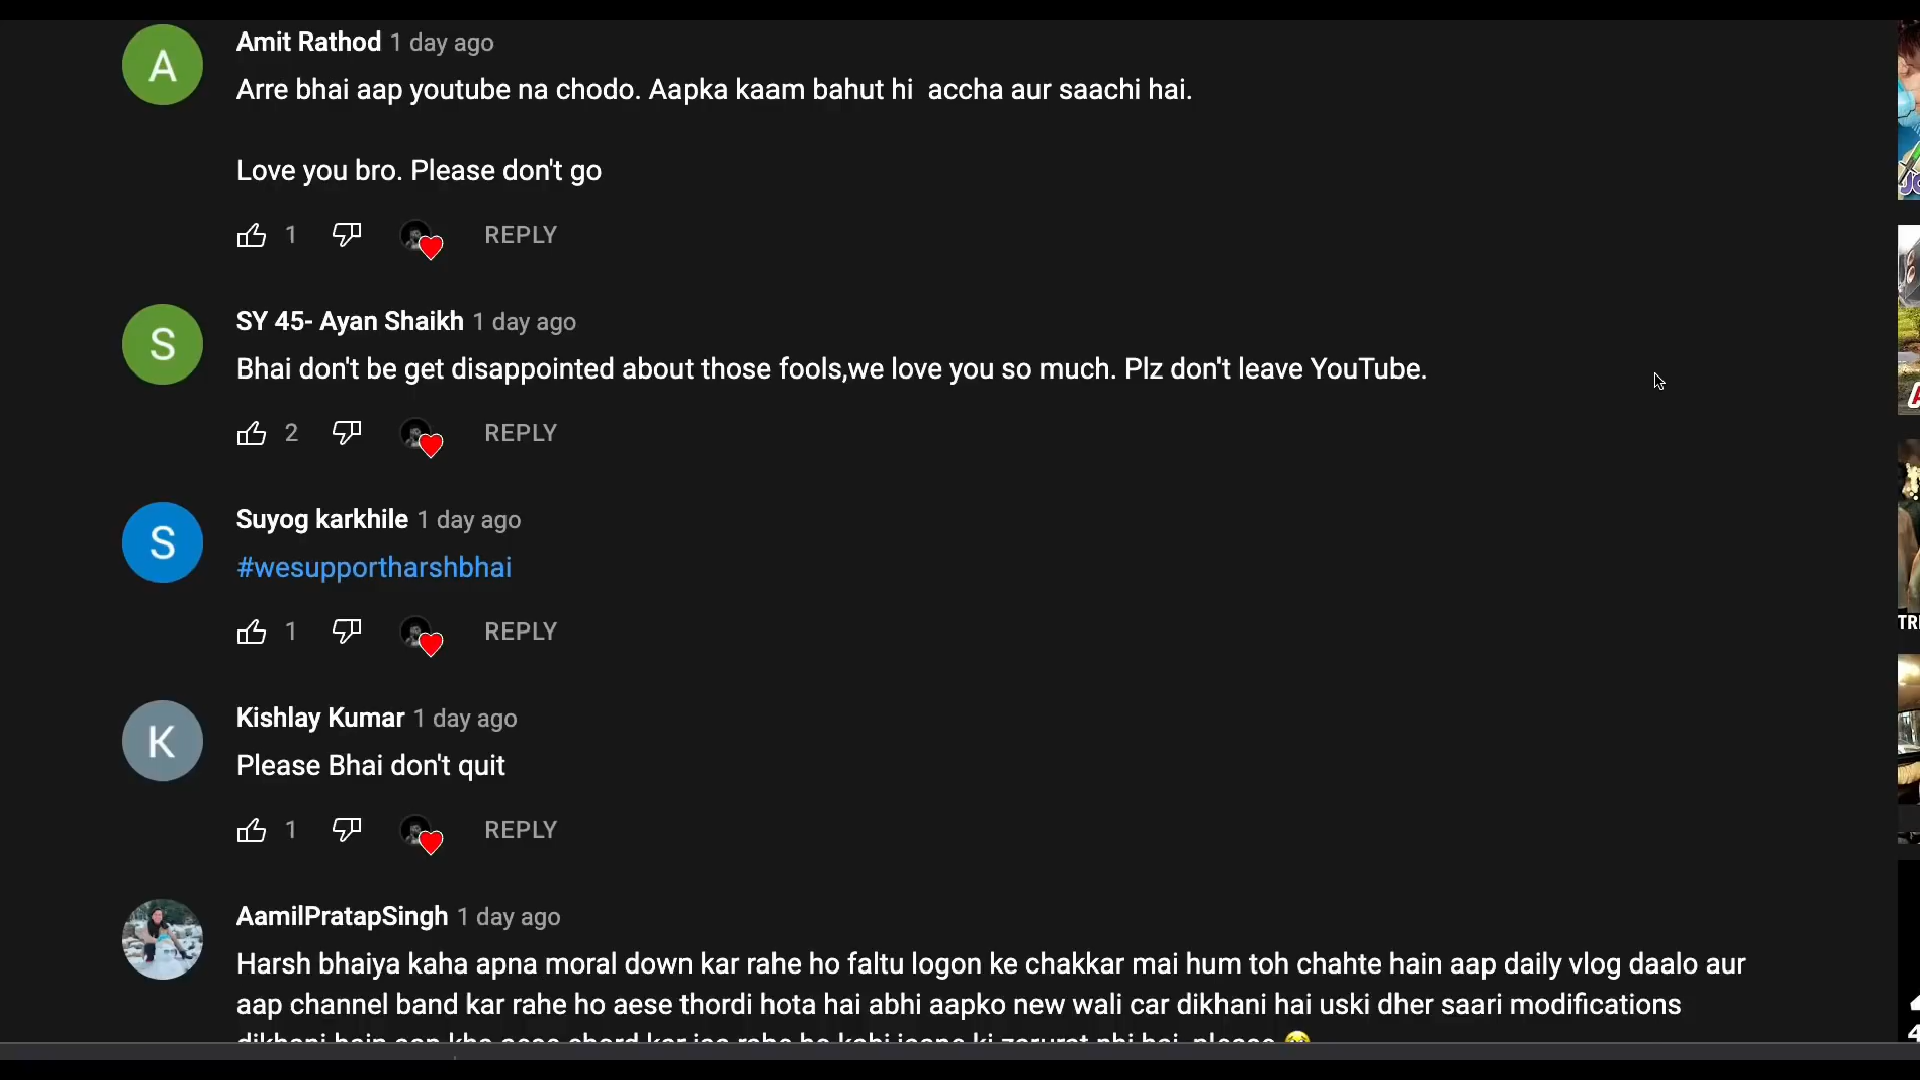 Amit Rathod 1 day ago
Arre bhai aap youtube na chodo. Aapka kaam bahut hi accha aur saachi hai.
Love you bro. Please don't go
1 REPLY
SY 45- Ayan Shaikh 1 day ago
Bhai don't be get disappointed about those fools,we love you so much. Plz don't leave YouTube.
2 REPLY
Suyog karkhile 1 day ago
#wesupportharshbhai
1 REPLY
Kishlay Kumar 1 day ago
Please Bhai don't quit
1 REPLY
AamilPratapSingh 1 day ago
Harsh bhaiya kaha apna moral down kar rahe ho faltu logon ke chakkar mai hum toh chahte hain aap daily vlog daalo aur
aap channel band kar rahe ho aese thordi hota hai abhi aapko new wali car dikhani hai uski dher saari modifications
A
S
S
K